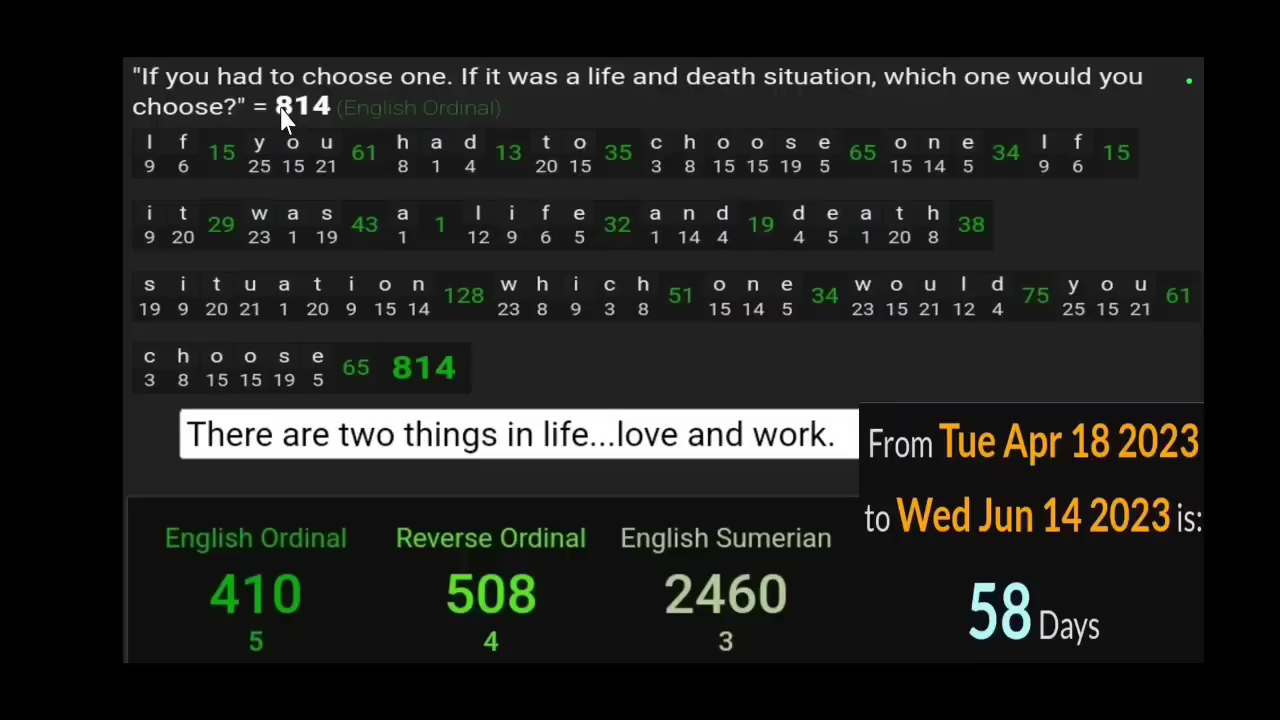 "If you had to choose one. If it was a life and death situation, which one would you
choose?" = 814 (English Ordinal)
I f 15 y o u 61 h a d 13 t o 35 c h o o s e 65 o n e 34 I f 15
9 6 25 15 21 8 1 4 20 15 3 8 15 15 19 5 15 14 5 9 6
i t 29 w a s 43 a 1 l i f e 32 a n d 19 d e a t h 38
9 20 23 1 19 1 12 9 6 5 1 14 4 4 5 1 20 8
s i t u a t i o n 128 w h i c h 51 o n e 34 w o u l d 75 y o u 61
19 9 20 21 1 20 9 15 14 23 8 9 3 8 15 14 5 23 15 21 12 4 25 15 21
c h o o s e 65 814
3 8 15 15 19 5
There are two things in life...love and work.
From Tue Apr 18 2023
to Wed Jun 14 2023 is:
58 Days
English Ordinal Reverse Ordinal English Sumerian
410 508 2460
5 4 3